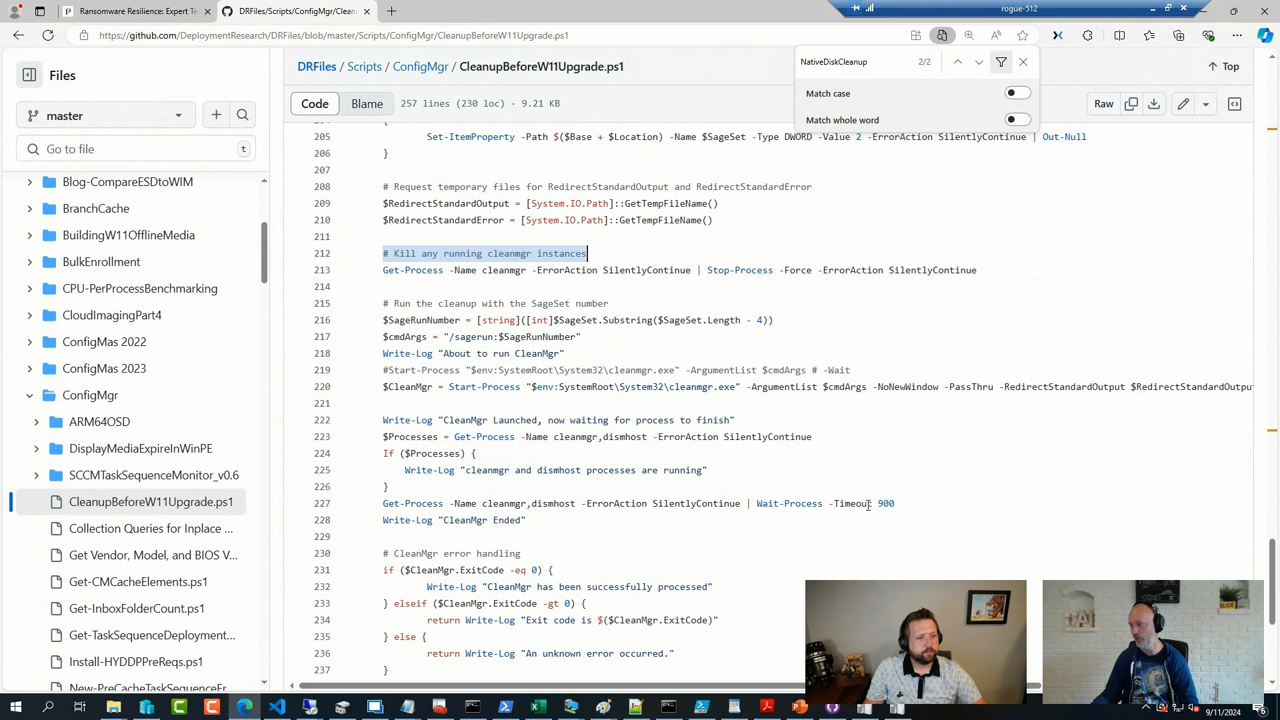 Ransomware Resilience: Expert Te
DRFiles/Scripts/ConfigMgr/Clean
rogue-512
https://github.com/DeploymentResearch/DRFiles/blob/master/Scripts/ConfigMgr/CleanupBeforeW11Upgrade.ps1
Files
DRFiles / Scripts / ConfigMgr / CleanupBeforeW11Upgrade.ps1
NativeDiskCleanup 2/2
Top
Match case
Match whole word
master
Code Blame 257 lines (230 loc) · 9.21 KB
Raw
Go to file t
Blog-CompareESDtoWIM
BranchCache
BuildingW11OfflineMedia
BulkEnrollment
CPU-PerProcessBenchmarking
CloudImagingPart4
ConfigMas 2022
ConfigMas 2023
ConfigMgr
ARM64OSD
DisplayMediaExpireInWinPE
SCCMTaskSequenceMonitor_v0.6
CleanupBeforeW11Upgrade.ps1
Collection Queries for Inplace ...
Get Vendor, Model, and BIOS V...
Get-CMCacheElements.ps1
Get-InboxFolderCount.ps1
Get-TaskSequenceDeployment...
Install-HYDDPPreReqs.ps1
New-PreCacheTaskSequenceEr...
205 Set-ItemProperty -Path $($Base + $Location) -Name $SageSet -Type DWORD -Value 2 -ErrorAction SilentlyContinue | Out-Null
206 }
207
208 # Request temporary files for RedirectStandardOutput and RedirectStandardError
209 $RedirectStandardOutput = [System.IO.Path]::GetTempFileName()
210 $RedirectStandardError = [System.IO.Path]::GetTempFileName()
211
212 # Kill any running cleanmgr instances
213 Get-Process -Name cleanmgr -ErrorAction SilentlyContinue | Stop-Process -Force -ErrorAction SilentlyContinue
214
215 # Run the cleanup with the SageSet number
216 $SageRunNumber = [string]([int]$SageSet.Substring($SageSet.Length - 4))
217 $cmdArgs = "/sagerun:$SageRunNumber"
218 Write-Log "About to run CleanMgr"
219 #Start-Process "$env:SystemRoot\System32\cleanmgr.exe" -ArgumentList $cmdArgs # -Wait
220 $CleanMgr = Start-Process "$env:SystemRoot\System32\cleanmgr.exe" -ArgumentList $cmdArgs -NoNewWindow -PassThru -RedirectStandardOutput $RedirectStandardOutpu
221
222 Write-Log "CleanMgr Launched, now waiting for process to finish"
223 $Processes = Get-Process -Name cleanmgr,dismhost -ErrorAction SilentlyContinue
224 If ($Processes) {
225 Write-Log "cleanmgr and dismhost processes are running"
226 }
227 Get-Process -Name cleanmgr,dismhost -ErrorAction SilentlyContinue | Wait-Process -Timeout 900
228 Write-Log "CleanMgr Ended"
229
230 # CleanMgr error handling
231 if ($CleanMgr.ExitCode -eq 0) {
232 Write-Log "CleanMgr has been successfully processed"
233 } elseif ($CleanMgr.ExitCode -gt 0) {
234 return Write-Log "Exit code is $($CleanMgr.ExitCode)"
235 } else {
236 return Write-Log "An unknown error occurred."
237 }
9/11/2024